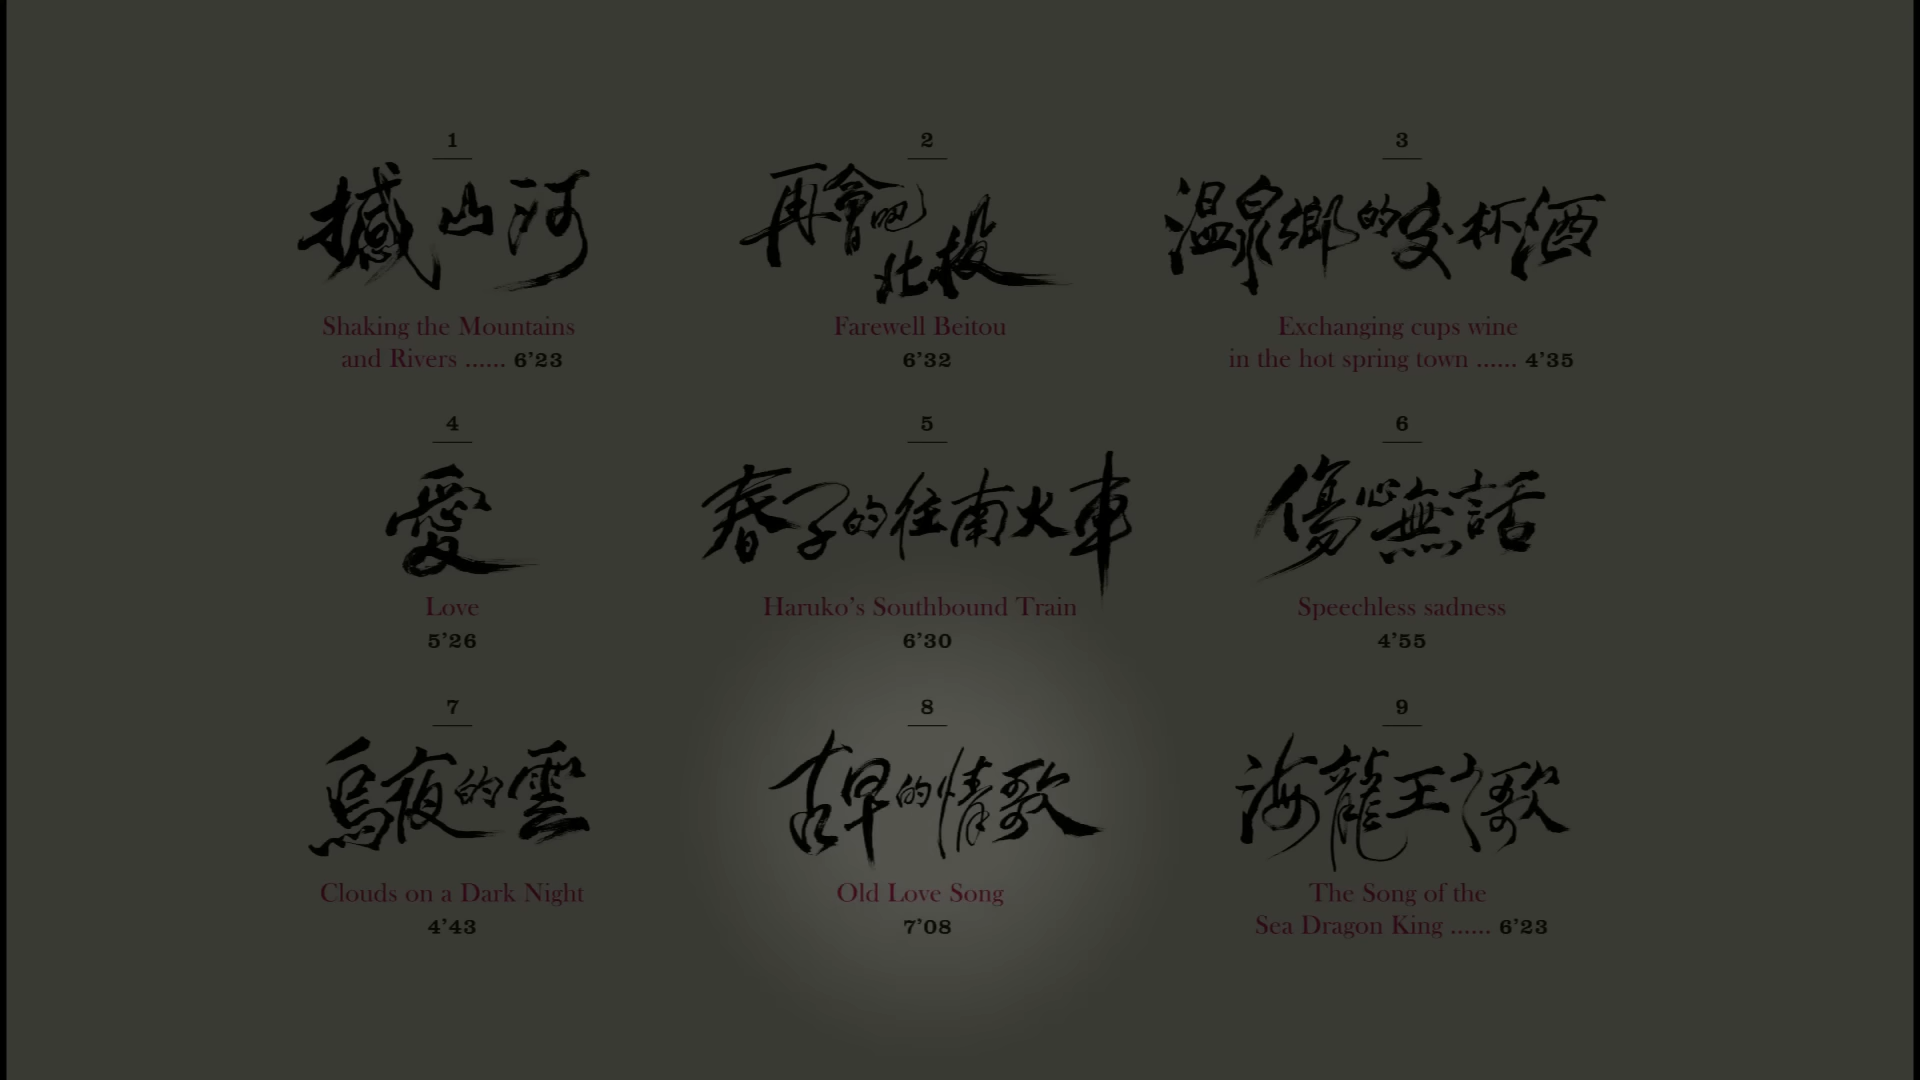 1
撼山河
Shaking the Mountains
and Rivers ...... 6’23
2
再會吧
北投
Farewell Beitou
6’32
3
溫泉鄉的交杯酒
Exchanging cups wine
in the hot spring town ...... 4’35
4
愛
Love
5’26
5
春子的往南火車
Haruko’s Southbound Train
6’30
6
傷心無話
Speechless sadness
4’55
7
烏夜的雲
Clouds on a Dark Night
4’43
8
古早的情歌
Old Love Song
7’08
9
海龍王ê歌
The Song of the
Sea Dragon King ...... 6’23